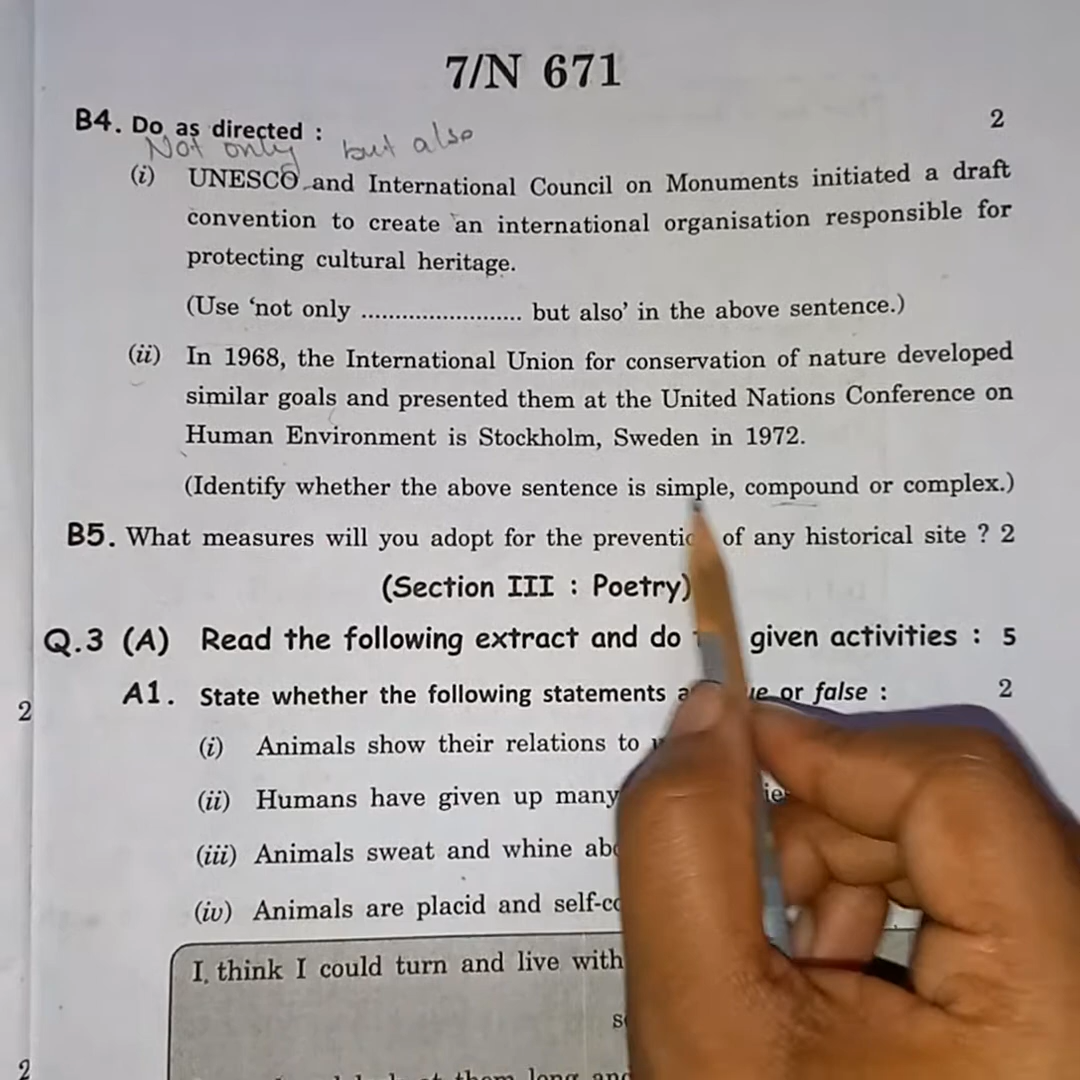 7/N 671
B4. Do as directed : 2
Not only but also
(i) UNESCO and International Council on Monuments initiated a draft
convention to create an international organisation responsible for
protecting cultural heritage.
(Use ‘not only ........................ but also’ in the above sentence.)
(ii) In 1968, the International Union for conservation of nature developed
similar goals and presented them at the United Nations Conference on
Human Environment is Stockholm, Sweden in 1972.
(Identify whether the above sentence is simple, compound or complex.)
B5. What measures will you adopt for the of any historical site ? 2
(Section III : Poetry)
Q.3 (A) Read the following extract and do given activities : 5
A1. State whether the following statements or false : 2
2
(i) Animals show their relations to
(ii) Humans have given up many
(iii) Animals sweat and whine
(iv) Animals are placid and
I think I could turn and live with
them long and
2